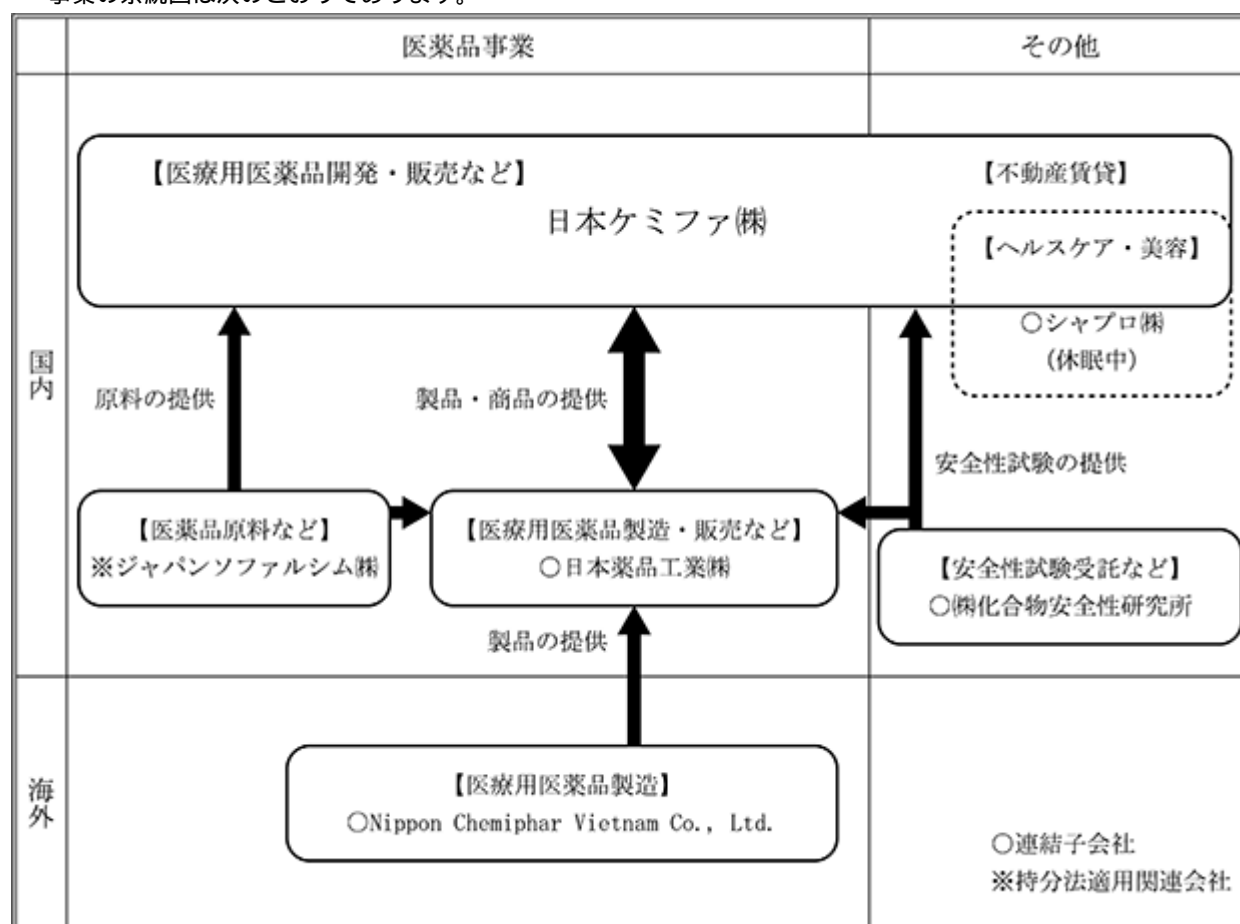 事業の系統図は次のとおりであります。
医薬品事業
その他
国内
【医療用医薬品開発・販売など】
【不動産賃貸】
日本ケミファ㈱
【ヘルスケア・美容】
○シャプロ㈱
(休眠中)
原料の提供
製品・商品の提供
安全性試験の提供
【医薬品原料など】
※ジャパンソファルシム㈱
【医療用医薬品製造・販売など】
○日本薬品工業㈱
【安全性試験受託など】
○㈱化合物安全性研究所
製品の提供
海外
【医療用医薬品製造】
○Nippon Chemiphar Vietnam Co., Ltd.
○連結子会社
※持分法適用関連会社